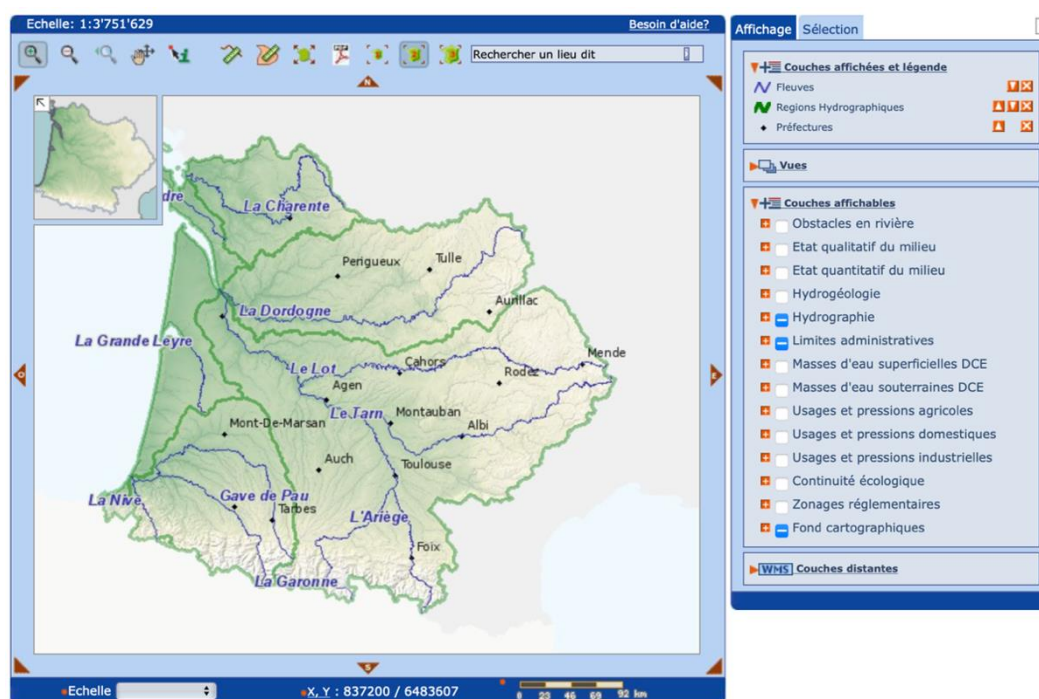 Echelle: 1:3'751'629
Besoin d'aide?
Rechercher un lieu dit
N
dre
La Charente
Perigueux
Tulle
La Dordogne
Aurillac
La Grande Leyre
Le Lot
Cahors
Mende
Rodez
Agen
Le Tarn
Montauban
Mont-De-Marsan
Albi
Auch
Toulouse
La Nive
Gave de Pau
Tarbes
L'Ariège
Foix
La Garonne
O
E
S
Echelle
X, Y : 837200 / 6483607
0 23 46 69 92 km
Affichage
Sélection
Couches affichées et légende
Fleuves
Regions Hydrographiques
Préfectures
Vues
Couches affichables
Obstacles en rivière
Etat qualitatif du milieu
Etat quantitatif du milieu
Hydrogéologie
Hydrographie
Limites administratives
Masses d'eau superficielles DCE
Masses d'eau souterraines DCE
Usages et pressions agricoles
Usages et pressions domestiques
Usages et pressions industrielles
Continuité écologique
Zonages réglementaires
Fond cartographiques
WMS Couches distantes